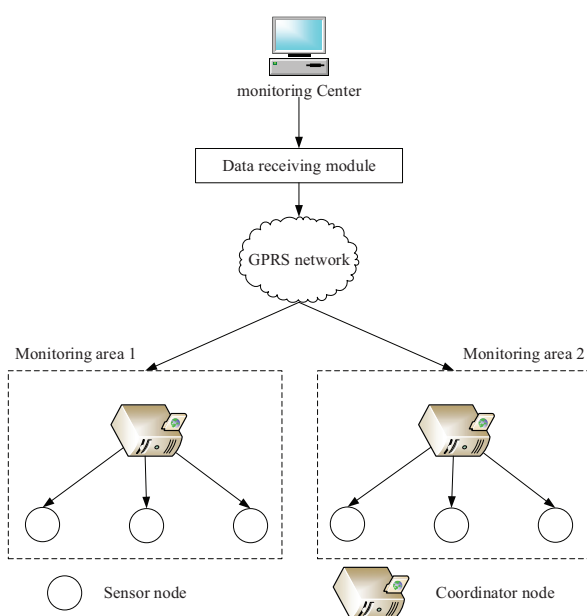 monitoring Center
Data receiving module
GPRS network
Monitoring area 1
Monitoring area 2
Sensor node
Coordinator node